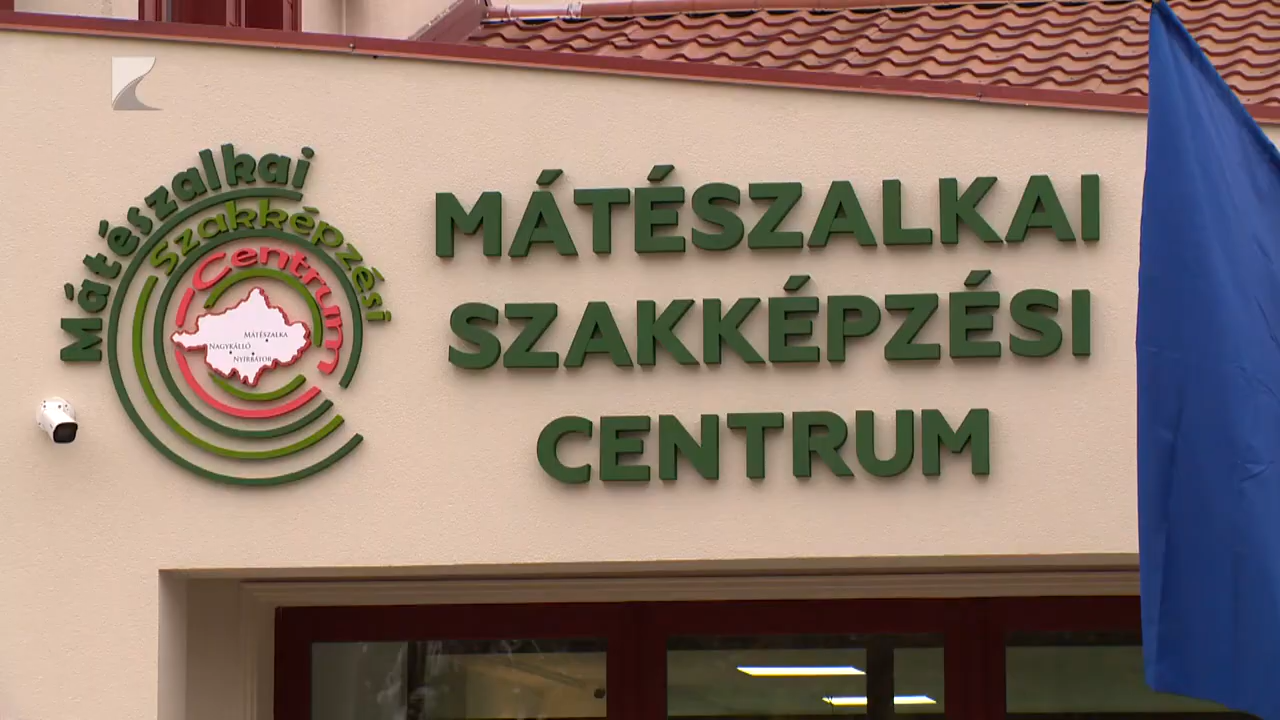 Mátészalkai
Szakképzési
Centrum
MÁTÉSZALKA
NAGYKÁLLÓ
NYÍRBÁTOR
MÁTÉSZALKAI
SZAKKÉPZÉSI
CENTRUM